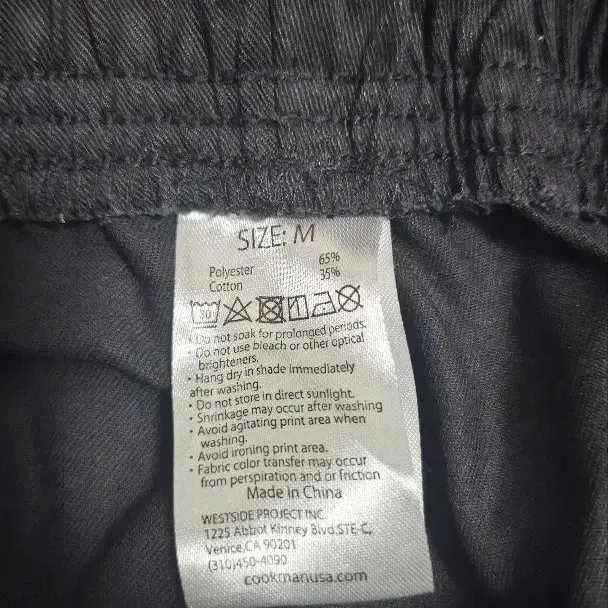 SIZE: M
Polyester 65%
Cotton 35%
30
• Do not soak for prolonged periods.
• Do not use bleach or other optical
brighteners.
• Hang dry in shade immediately
after washing.
• Do not store in direct sunlight.
• Shrinkage may occur after washing
• Avoid agitating print area when
washing.
• Avoid ironing print area.
• Fabric color transfer may occur
from perspiration and or friction
Made in China
WESTSIDE PROJECT INC.
1225 Abbot Kinney Blvd.STE-C,
Venice,CA 90201
(310)450-4090
cookmanusa.com